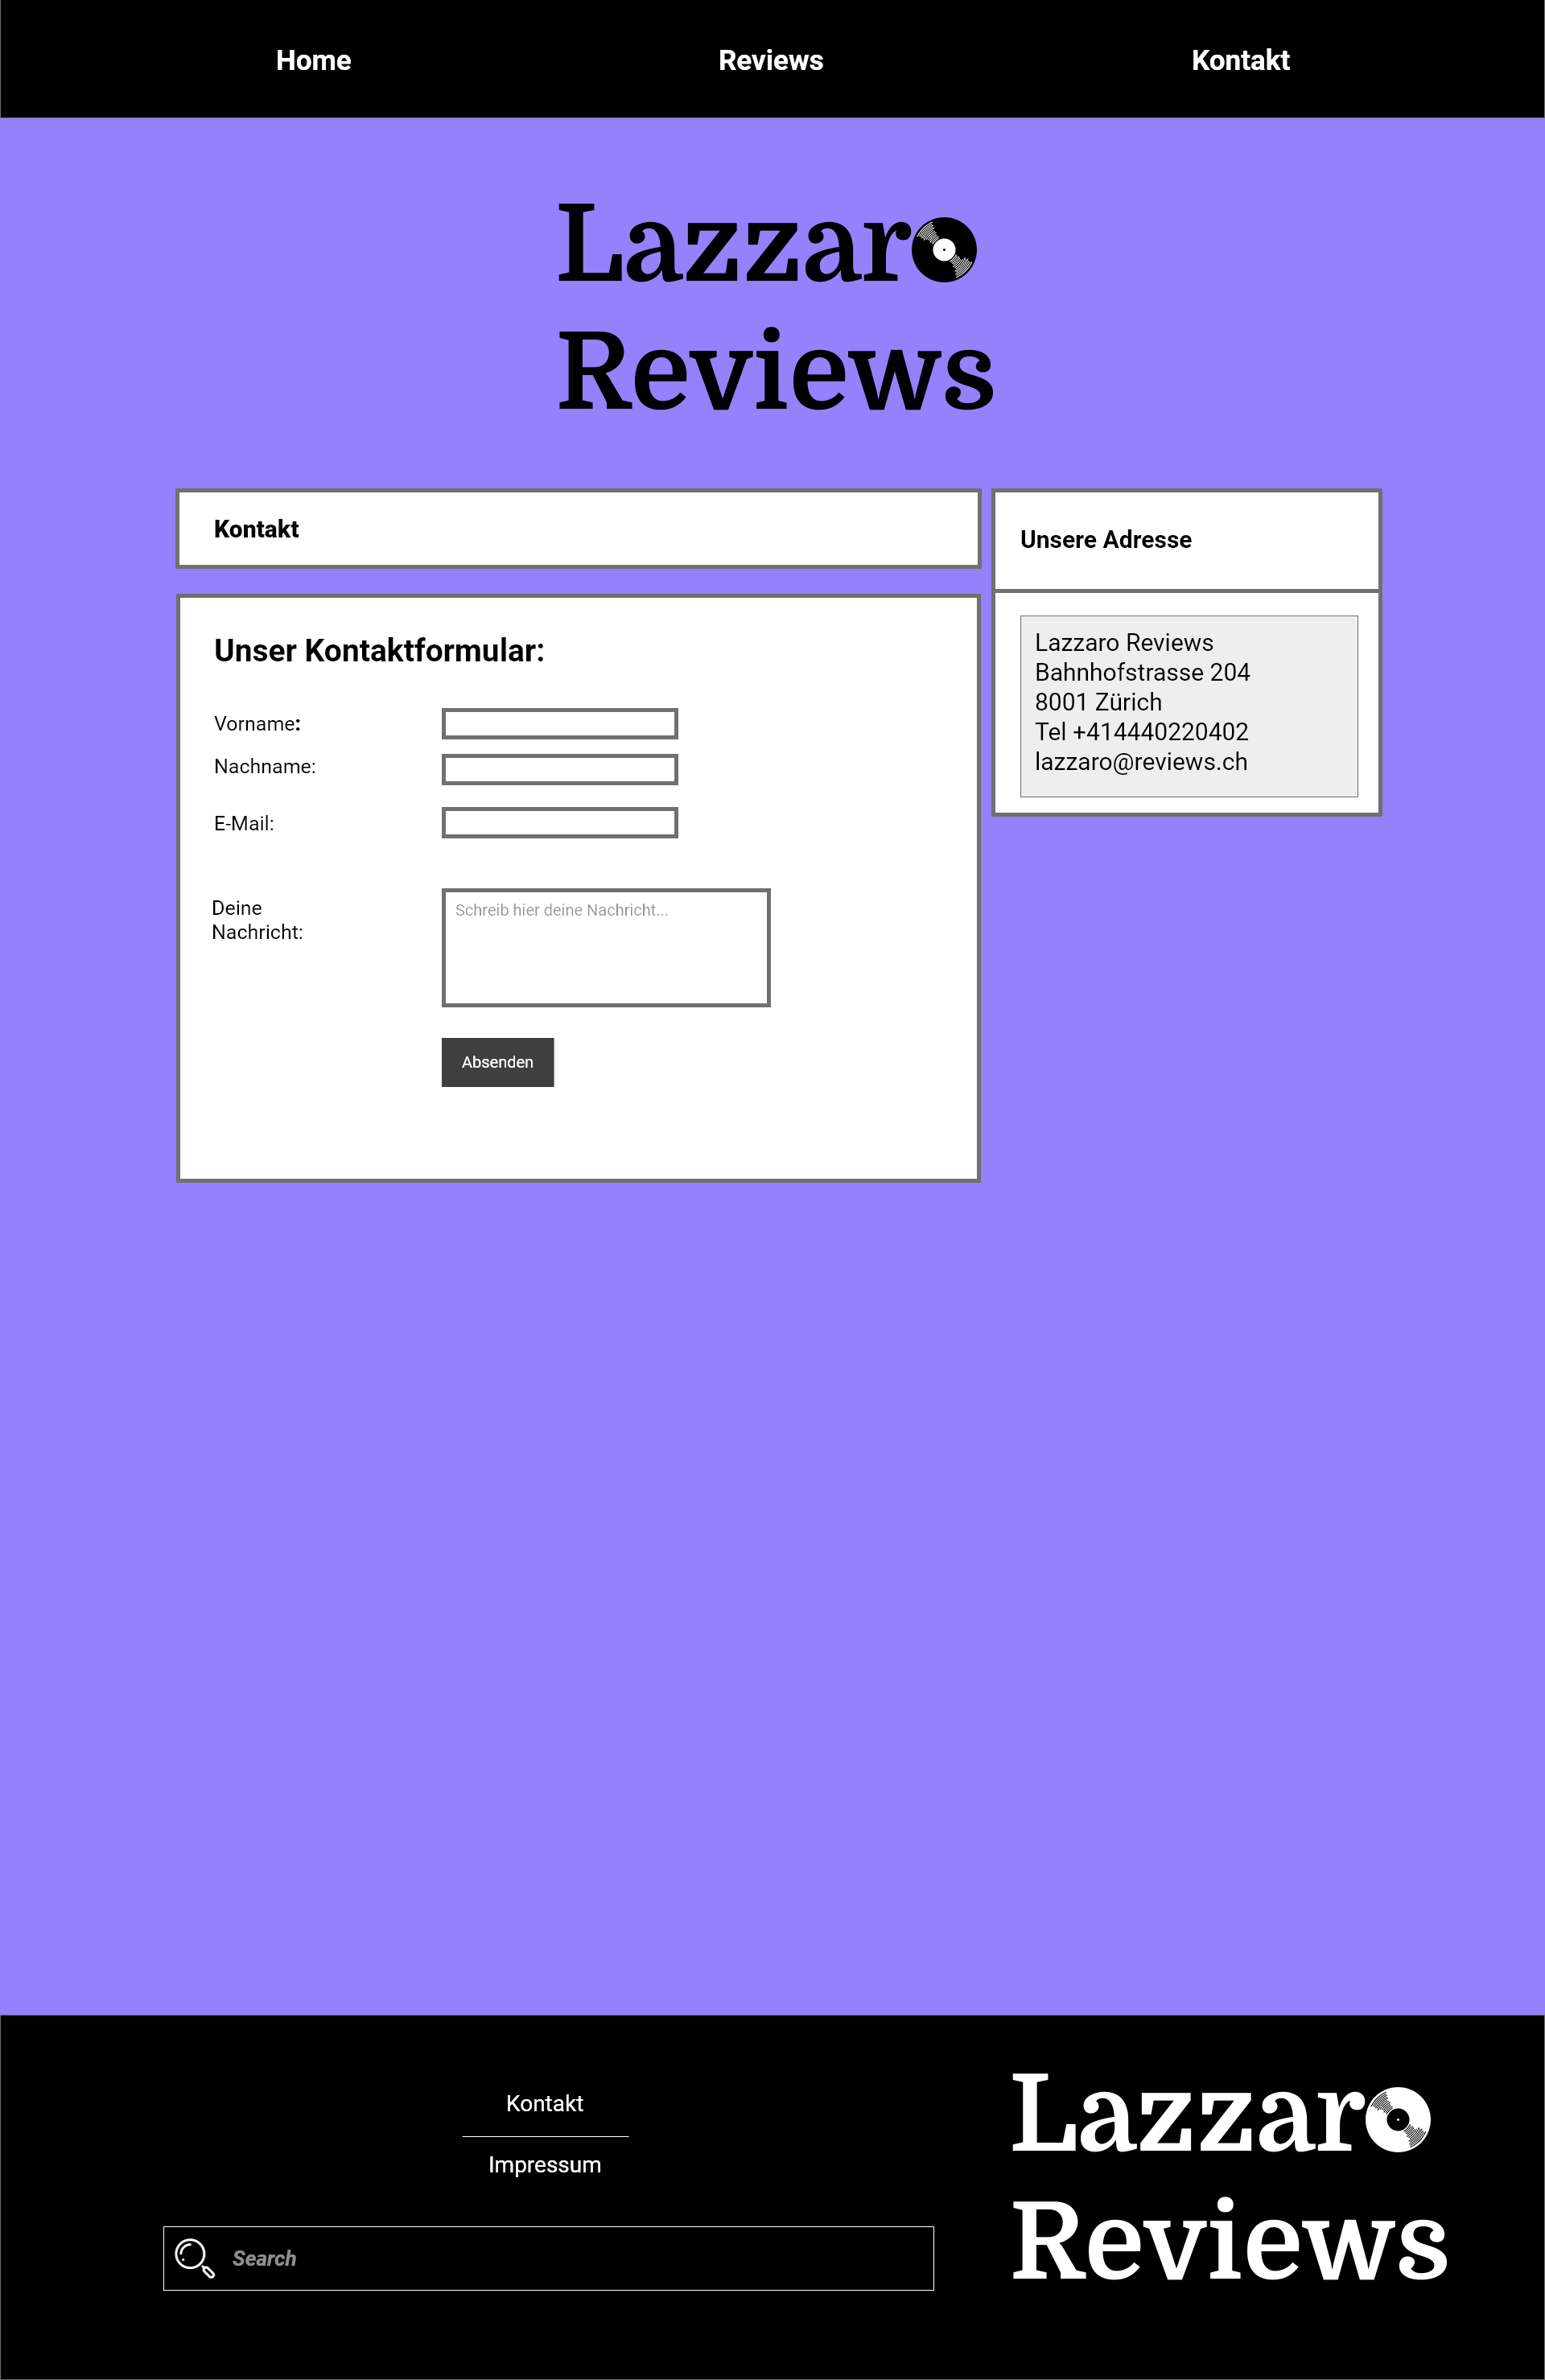 Home
Reviews
Kontakt
Lazzaro
Reviews
Kontakt
Unser Kontaktformular:
Vorname:
Nachname:
E-Mail:
Deine
Nachricht:
Schreib hier deine Nachricht...
Absenden
Unsere Adresse
Lazzaro Reviews
Bahnhofstrasse 204
8001 Zürich
Tel +414440220402
lazzaro@reviews.ch
Kontakt
Impressum
Search
Lazzaro
Reviews